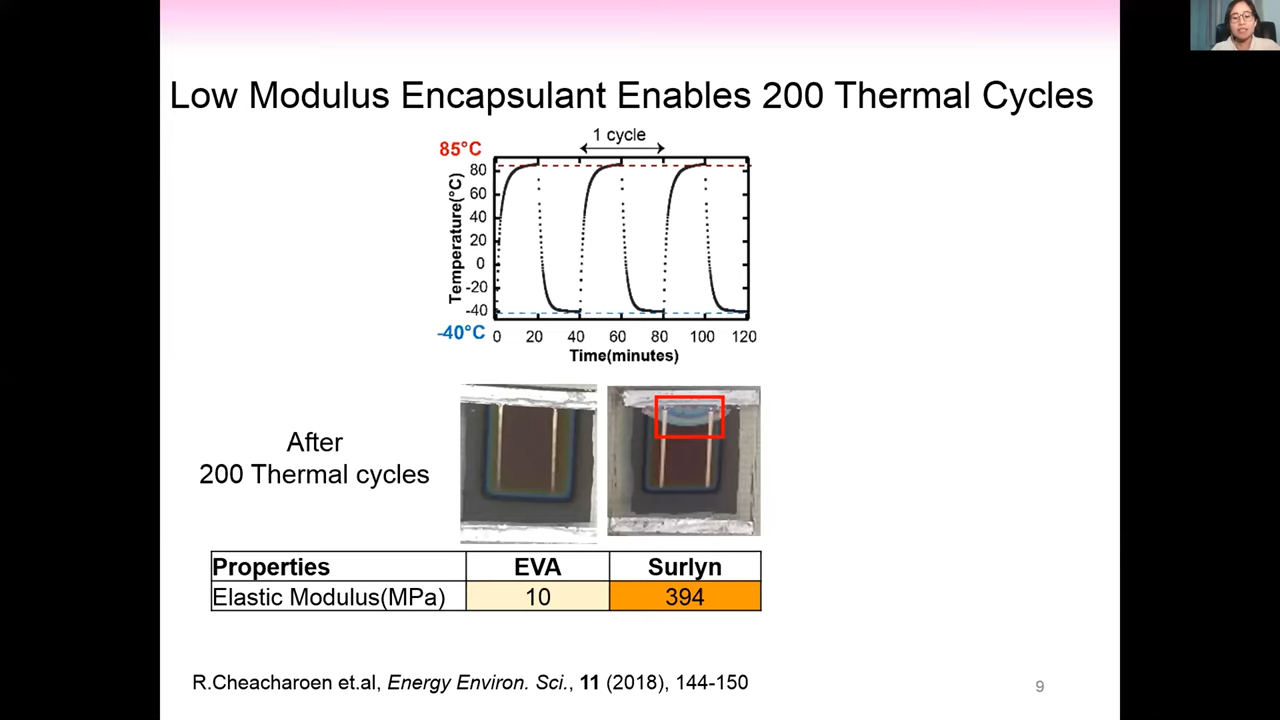 Low Modulus Encapsulant Enables 200 Thermal Cycles
1 cycle
85°C
80
60
40
20
0
-20
-40
-40°C
Temperature(°C)
0 20 40 60 80 100 120
Time(minutes)
After
200 Thermal cycles
Properties EVA Surlyn
Elastic Modulus(MPa) 10 394
R.Cheacharoen et.al, Energy Environ. Sci., 11 (2018), 144-150
9